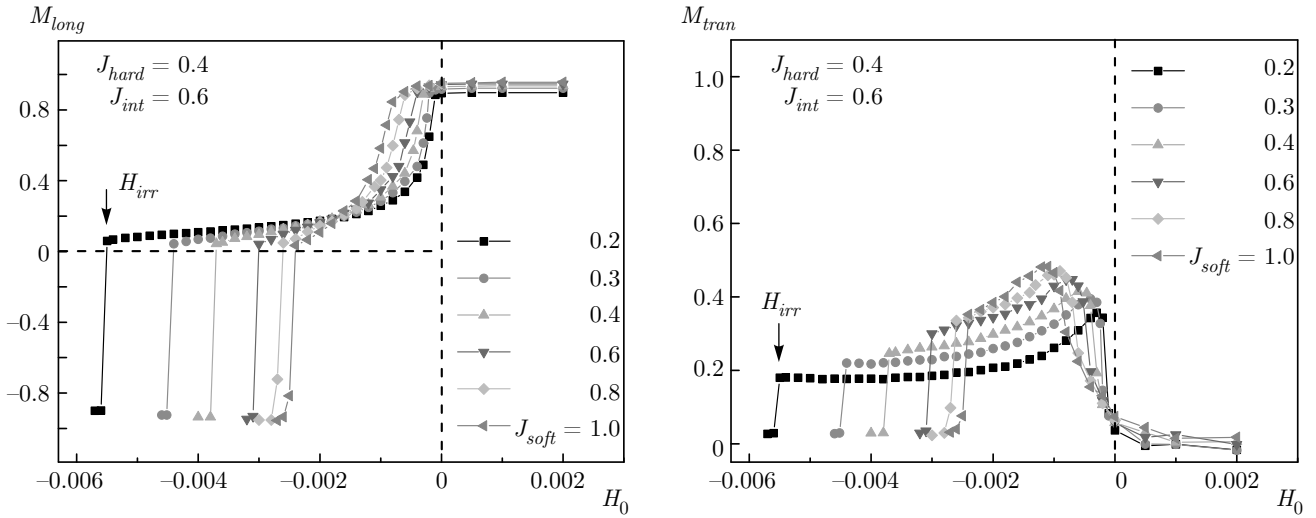 M_long
J_hard = 0.4
J_int = 0.6
0.8
0.4
H_irr
0
0.2
0.3
−0.4
0.4
0.6
−0.8
0.8
J_soft = 1.0
−0.006 −0.004 −0.002 0 0.002
H_0
M_tran
J_hard = 0.4
J_int = 0.6
0.2
1.0
0.3
0.8
0.4
0.6
0.6
0.8
J_soft = 1.0
0.4
H_irr
0.2
0
−0.006 −0.004 −0.002 0 0.002
H_0